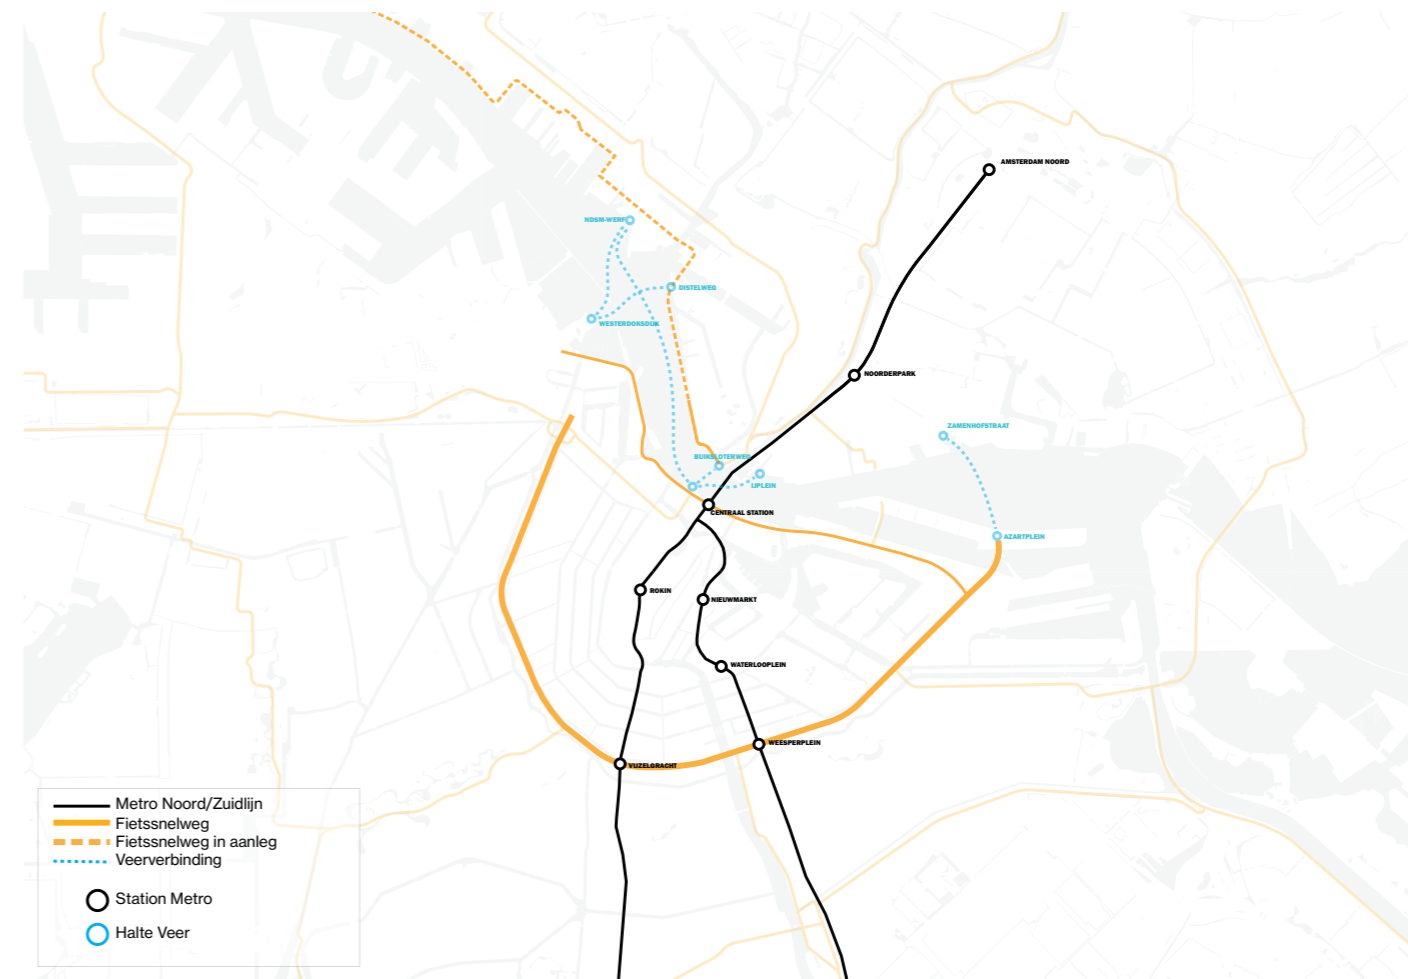 AMSTERDAM NOORD
NDSM-WERF
DISTELWEG
WESTERDOKSDIJK
NOORDERPARK
ZAMENHOFSTRAAT
BUIKSLOTERWEG
IJPLEIN
CENTRAAL STATION
AZARTPLEIN
ROKIN
NIEUWMARKT
WATERLOOPLEIN
WEESPERPLEIN
VIJZELGRACHT
Metro Noord/Zuidlijn
Fietssnelweg
Fietssnelweg in aanleg
Veerverbinding
Station Metro
Halte Veer